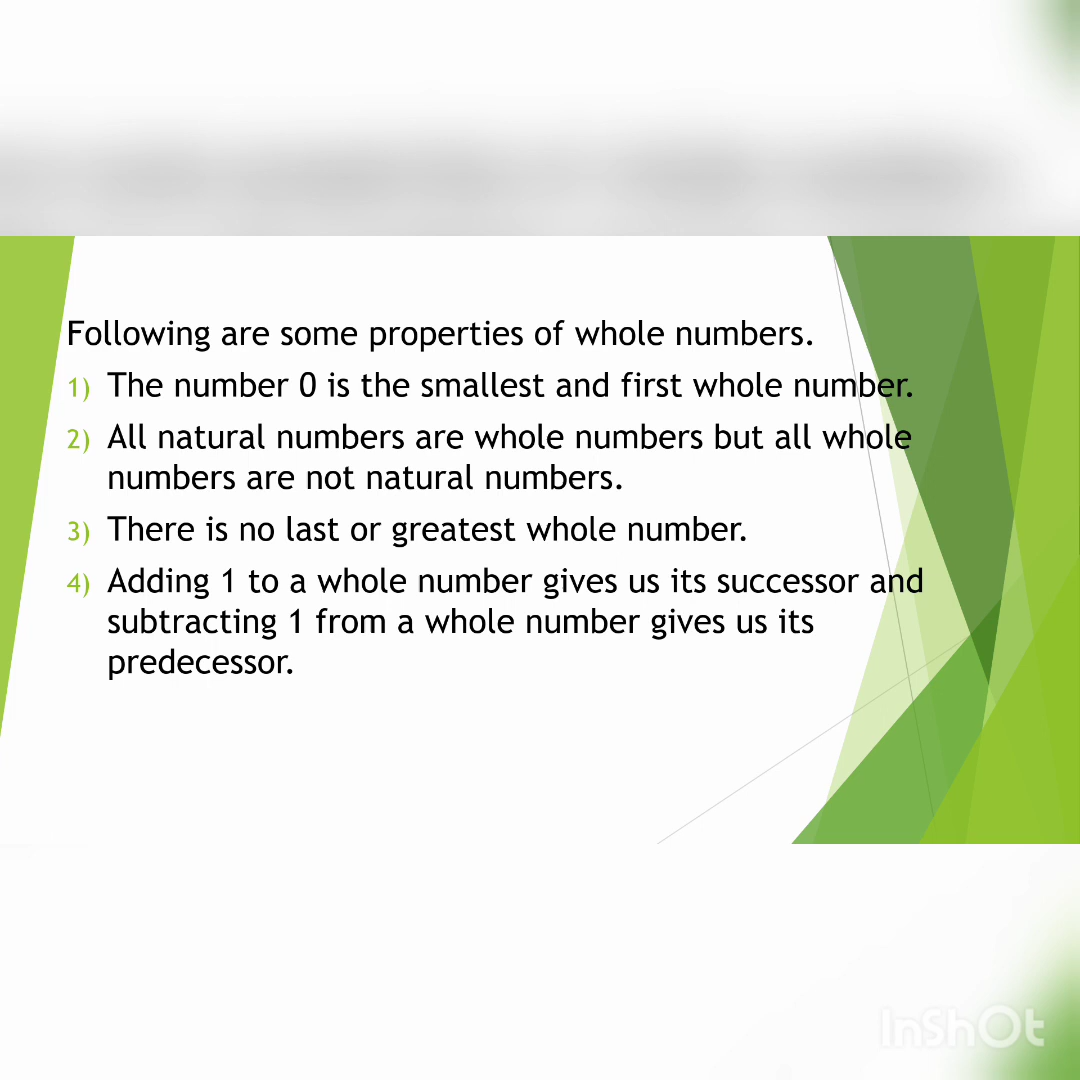 Following are some properties of whole numbers.
1) The number 0 is the smallest and first whole number.
2) All natural numbers are whole numbers but all whole
numbers are not natural numbers.
3) There is no last or greatest whole number.
4) Adding 1 to a whole number gives us its successor and
subtracting 1 from a whole number gives us its
predecessor.
InShOt